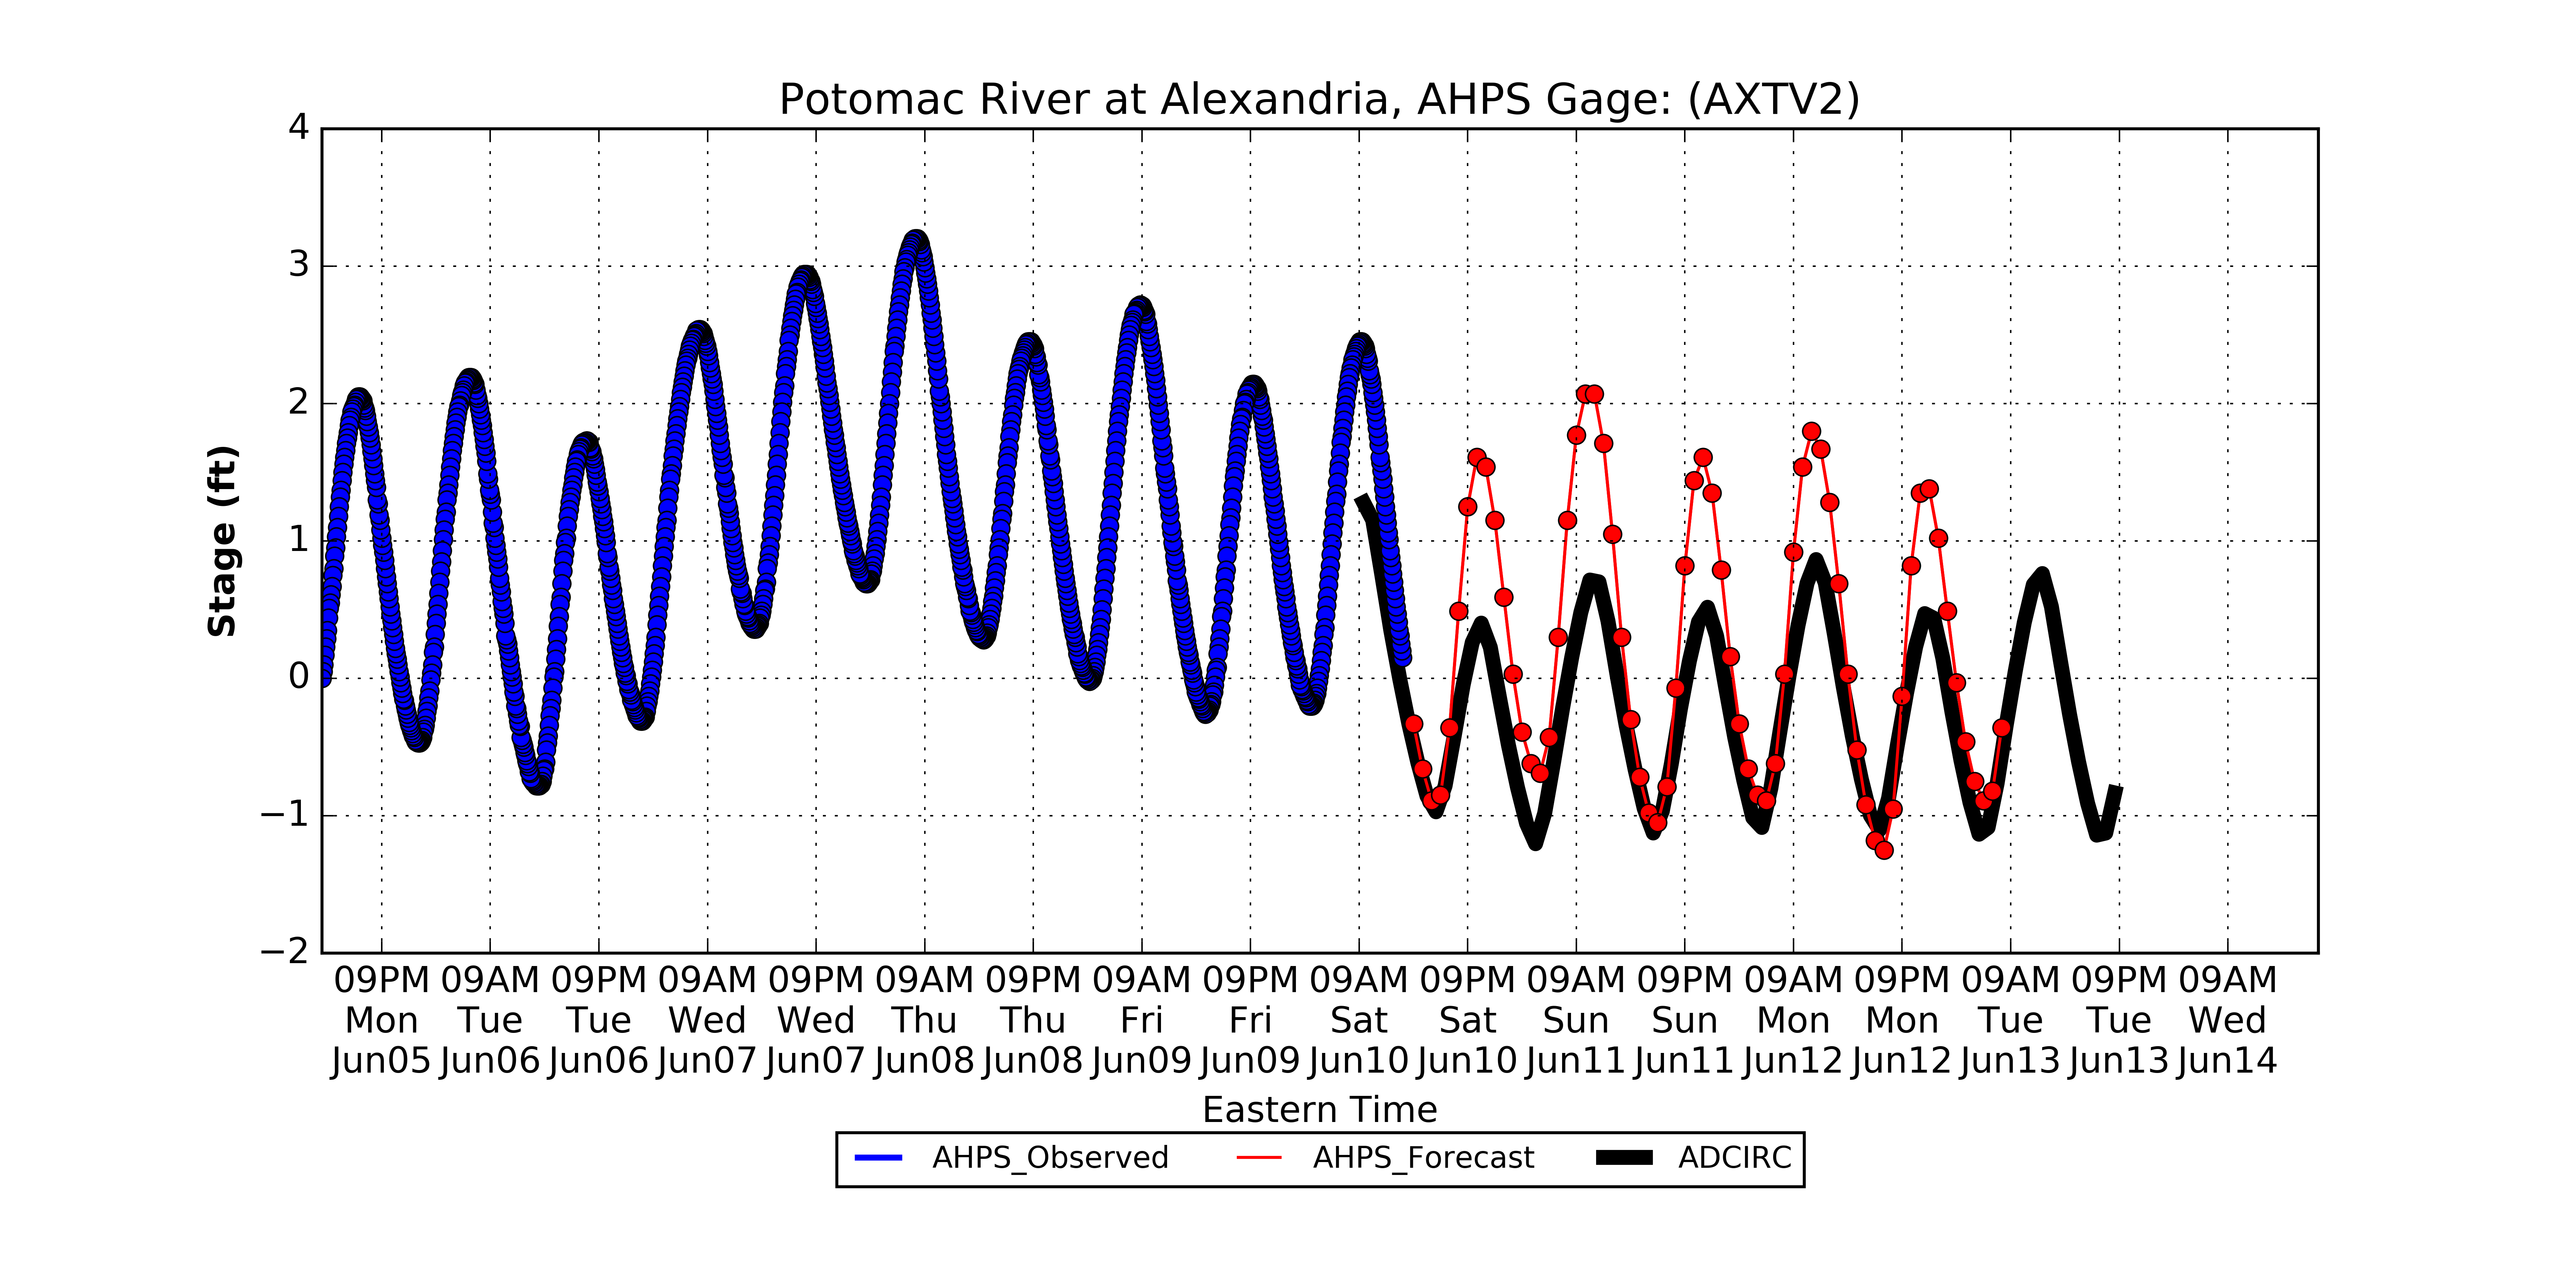 Potomac River at Alexandria, AHPS Gage: (AXTV2)
4
3
2
1
0
−1
−2
Stage (ft)
09PM 09AM 09PM 09AM 09PM 09AM 09PM 09AM 09PM 09AM 09PM 09AM 09PM 09AM 09PM 09AM 09PM 09AM
Mon Tue Tue Wed Wed Thu Thu Fri Fri Sat Sat Sun Sun Mon Mon Tue Tue Wed
Jun05 Jun06 Jun06 Jun07 Jun07 Jun08 Jun08 Jun09 Jun09 Jun10 Jun10 Jun11 Jun11 Jun12 Jun12 Jun13 Jun13 Jun14
Eastern Time
AHPS_Observed AHPS_Forecast ADCIRC